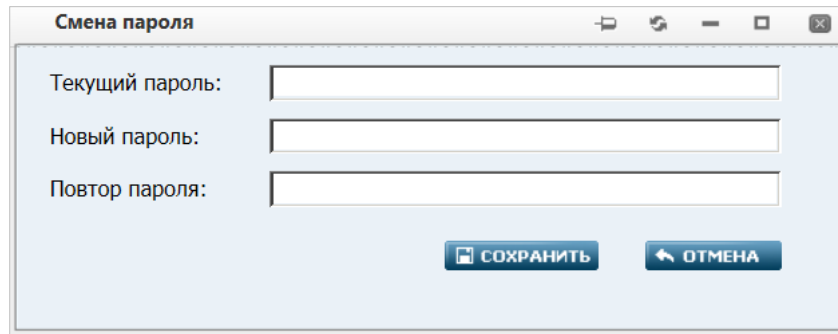 Смена пароля
Текущий пароль:
Новый пароль:
Повтор пароля:
СОХРАНИТЬ ОТМЕНА